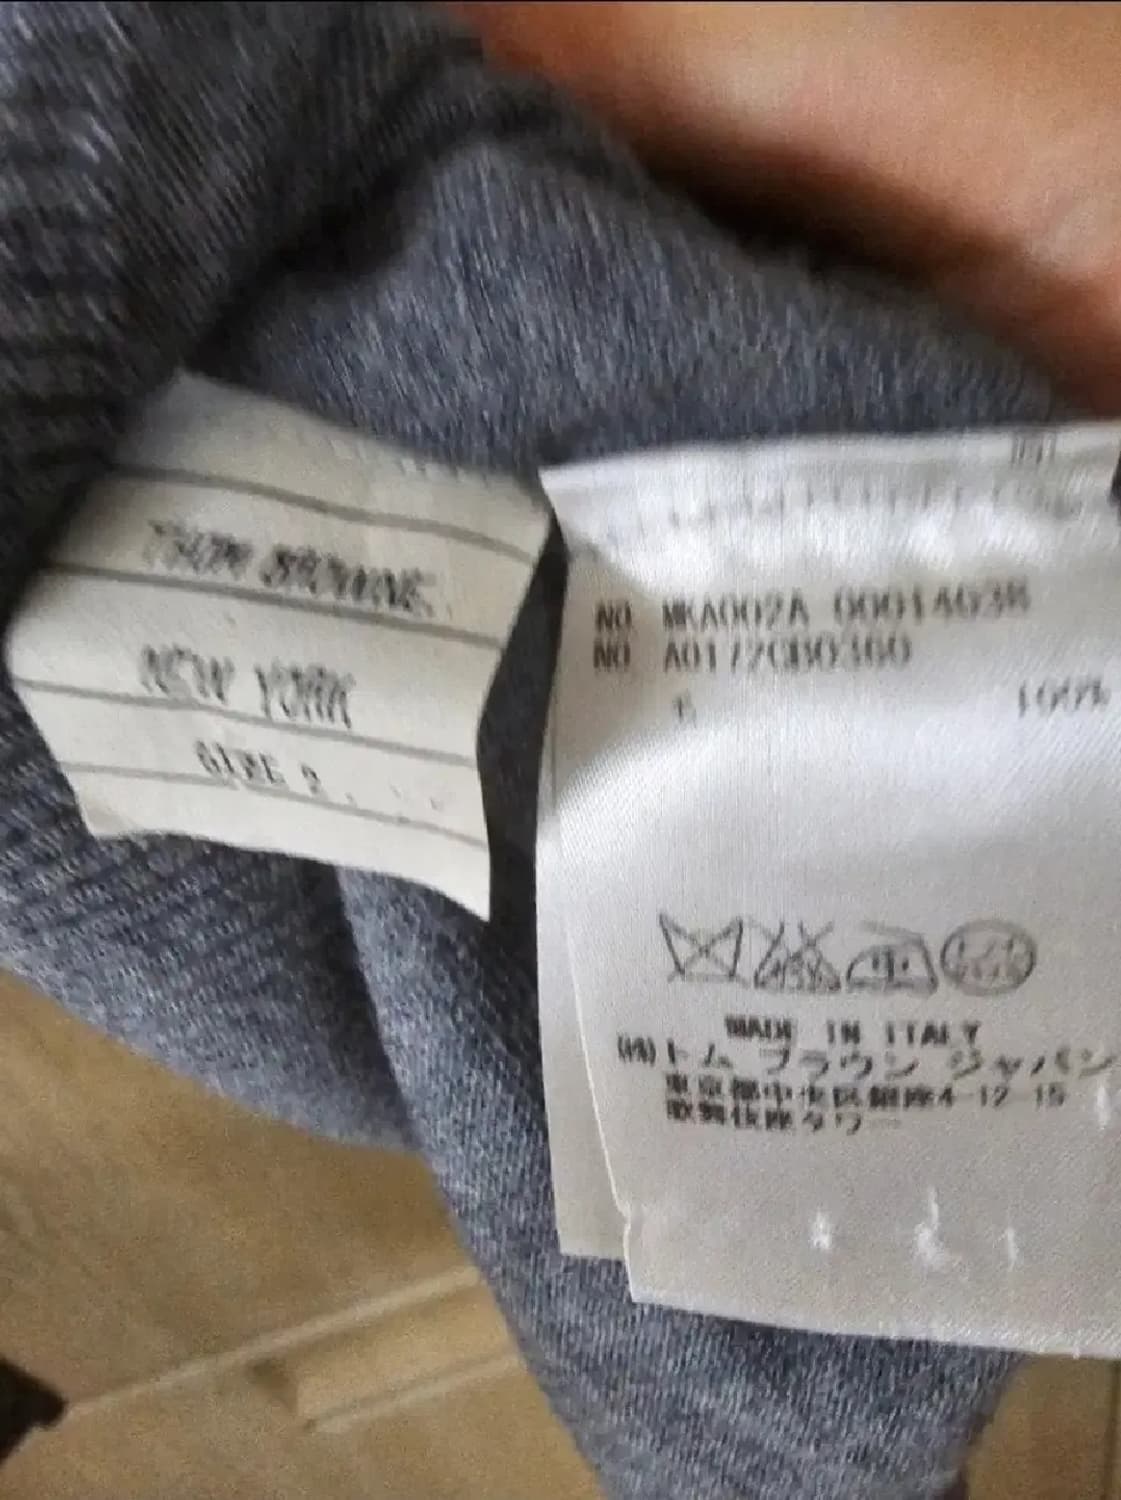 THOM BROWNE.
NEW YORK
SIZE 2
NO. MKA002A
NO
100%
MADE IN ITALY
(株)トム ブラウン ジャパン
東京都中央区銀座4-12-15
歌舞伎座タワー